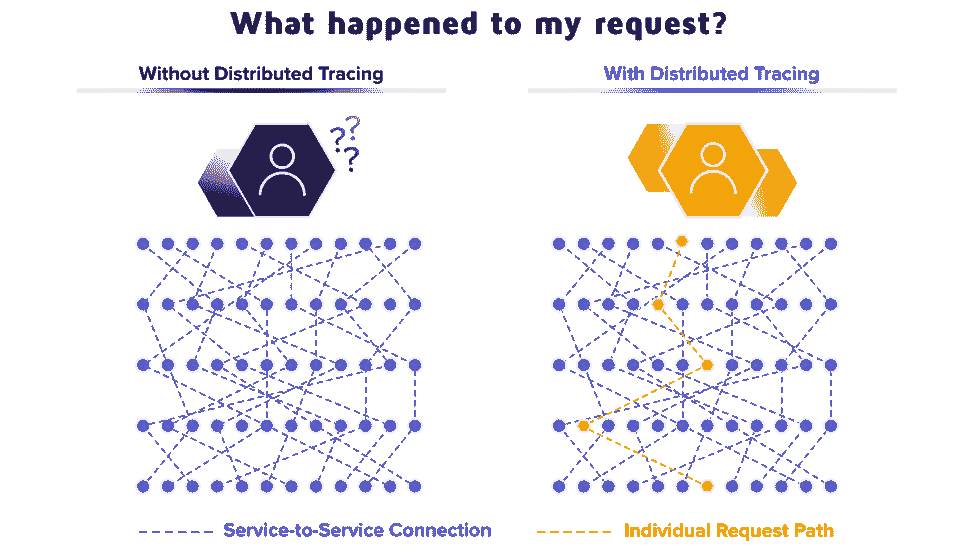 What happened to my request?
Without Distributed Tracing
With Distributed Tracing
? ? ?
Service-to-Service Connection
Individual Request Path